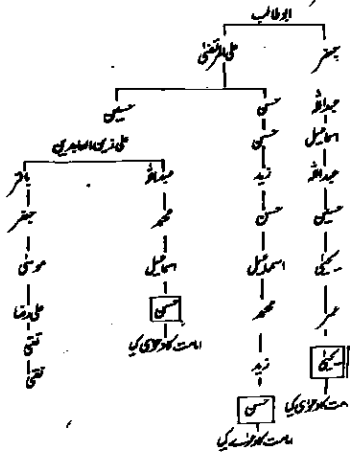 ابوطالب
علی المرتضیٰ
جعفر
حسین
حسن
عبداللہ
حسن
اسماعیل
علی زین العابدین
باقر
عبداللہ
زید
عبداللہ
جعفر
محمد
حسن
حسین
موسیٰ
اسماعیل
اسماعیل
یحییٰ
علی رضا
حسن
محمد
عمر
تقی
امامت کا دعویٰ کیا
زید
یحییٰ
نقی
حسن
امامت کا دعویٰ کیا
امامت کا دعویٰ کیا